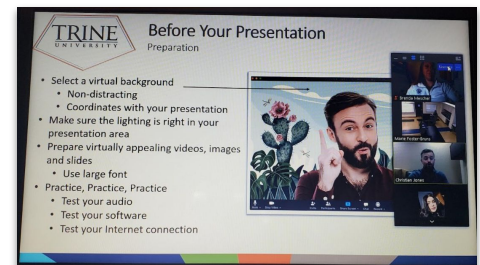 TRINE
UNIVERSITY
Before Your Presentation
Preparation
• Select a virtual background
• Non-distracting
• Coordinates with your presentation
• Make sure the lighting is right in your
presentation area
• Prepare virtually appealing videos, images
and slides
• Use large font
• Practice, Practice, Practice
• Test your audio
• Test your software
• Test your Internet connection
Christian Jones